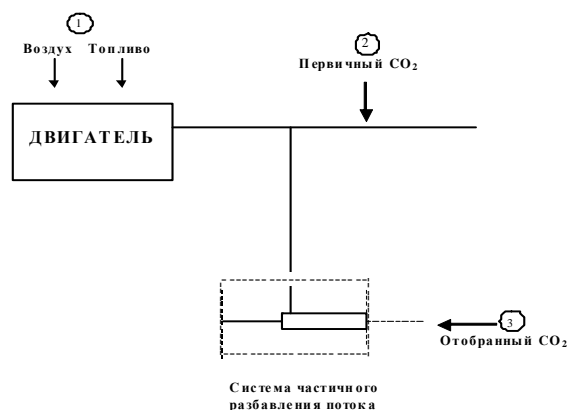 1
Воздух Топливо
2
Первичный CO₂
ДВИГАТЕЛЬ
3
Отобранный CO₂
Система частичного
разбавления потока